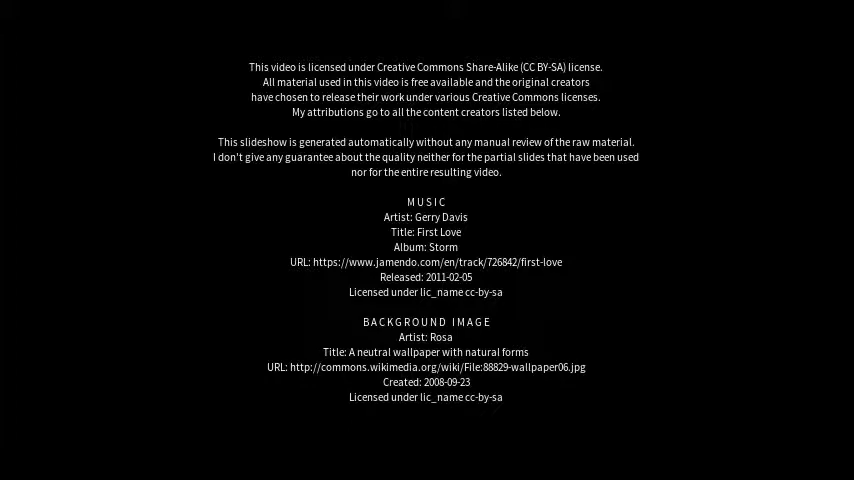 This video is licensed under Creative Commons Share-Alike (CC BY-SA) license.
All material used in this video is free available and the original creators
have chosen to release their work under various Creative Commons licenses.
My attributions go to all the content creators listed below.
This slideshow is generated automatically without any manual review of the raw material.
I don't give any guarantee about the quality neither for the partial slides that have been used
nor for the entire resulting video.
MUSIC
Artist: Gerry Davis
Title: First Love
Album: Storm
URL: https://www.jamendo.com/en/track/726842/first-love
Released: 2011-02-05
Licensed under lic_name cc-by-sa
BACKGROUND IMAGE
Artist: Rosa
Title: A neutral wallpaper with natural forms
URL: http://commons.wikimedia.org/wiki/File:88829-wallpaper06.jpg
Created: 2008-09-23
Licensed under lic_name cc-by-sa